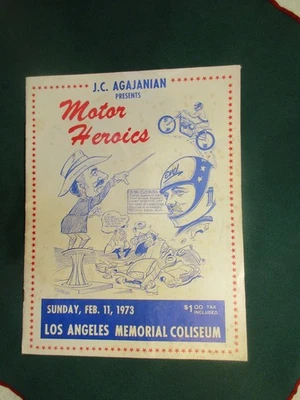 J.C. AGAJANIAN
PRESENTS
Motor
Heroics
SUNDAY, FEB. 11, 1973
$1.00 TAX
INCLUDED
LOS ANGELES MEMORIAL COLISEUM